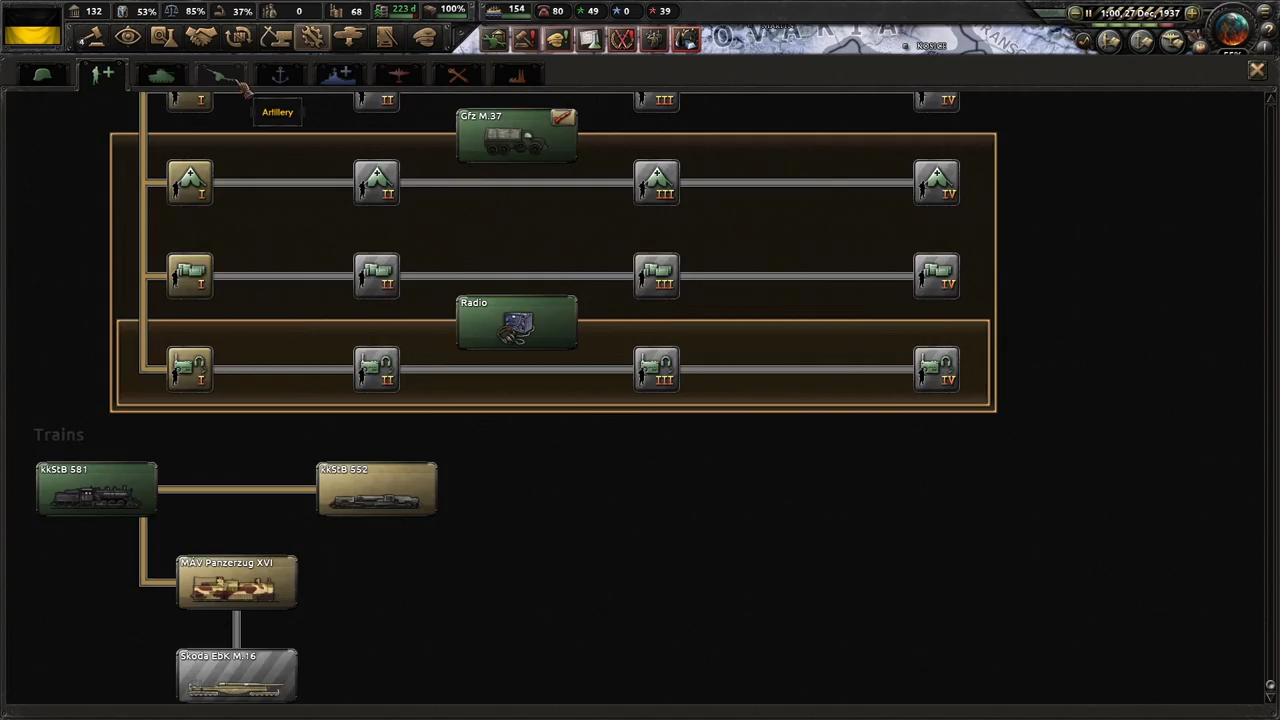 132 53% 85% 37% 0 68 223 d 100% 154 80 49 0 39 1:00, 27 Dec, 1937
KOSICE
Artillery
I II III IV
Gfz M.37
I II III IV
I II III IV
Radio
I II III IV
Trains
kkStB 581 kkStB 552
MÁV Panzerzug XVI
Skoda EbK M.16